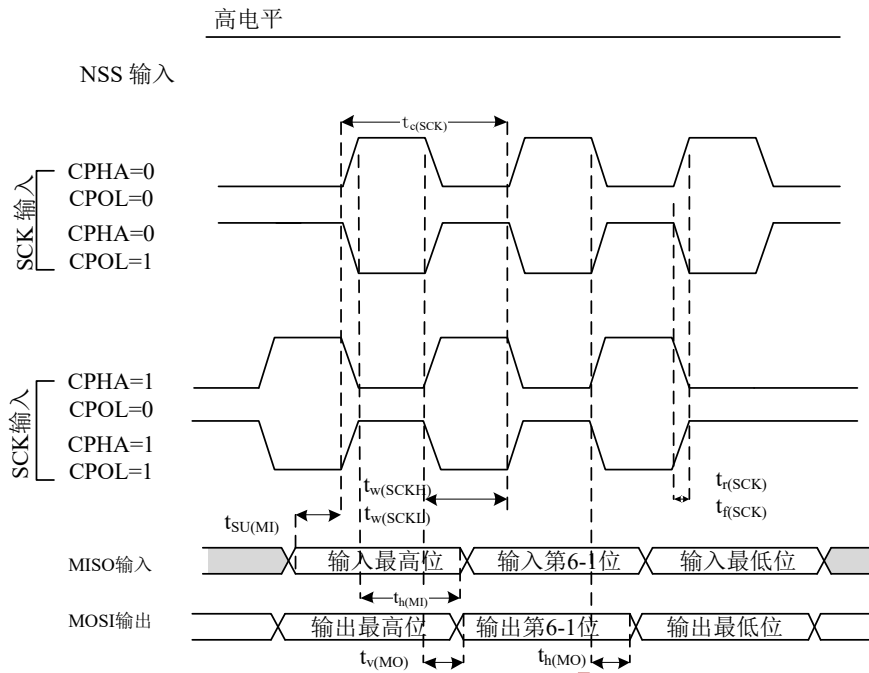 高电平
NSS 输入
tc(SCK)
SCK 输入
CPHA=0
CPOL=0
CPHA=0
CPOL=1
SCK输入
CPHA=1
CPOL=0
CPHA=1
CPOL=1
tw(SCKH)
tw(SCKL)
tr(SCK)
tf(SCK)
tSU(MI)
MISO输入
输入最高位
输入第6-1位
输入最低位
th(MI)
MOSI输出
输出最高位
输出第6-1位
输出最低位
tv(MO)
th(MO)